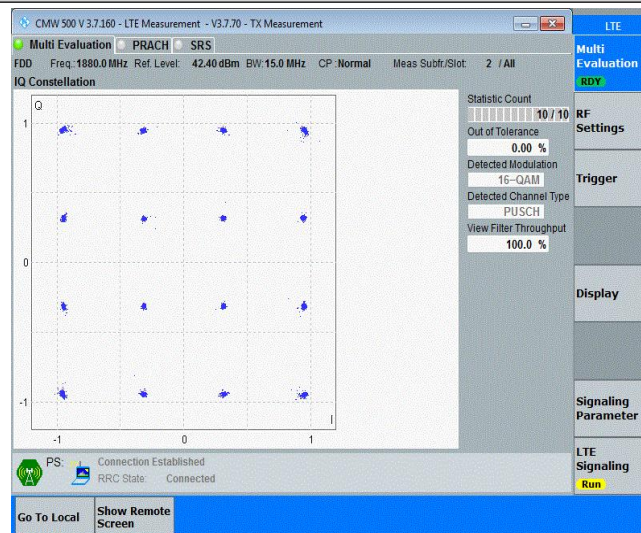 CMW 500 V 3.7.160 - LTE Measurement - V3.7.70 - TX Measurement
LTE
Multi Evaluation PRACH SRS
Multi
Evaluation
RDY
FDD Freq.:1880.0 MHz Ref. Level: 42.40 dBm BW:15.0 MHz CP :Normal Meas Subfr./Slot: 2 / All
IQ Constellation
Q
1
0
-1
-1 0 1
I
Statistic Count
10 / 10
Out of Tolerance
0.00 %
Detected Modulation
16-QAM
Detected Channel Type
PUSCH
View Filter Throughput
100.0 %
RF
Settings
Trigger
Display
Signaling
Parameter
LTE
Signaling
Run
PS: Connection Established
RRC State: Connected
Go To Local
Show Remote
Screen